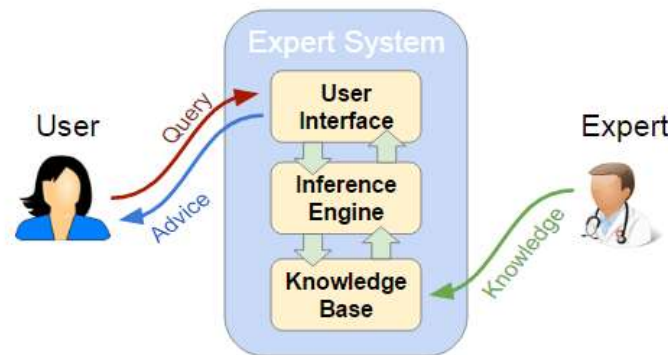 Expert System
User
Interface
Query
User
Expert
Advice
Inference
Engine
Knowledge
Knowledge
Base